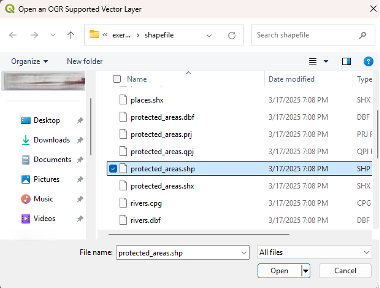 Open an OGR Supported Vector Layer
exer... shapefile
Search shapefile
Organize New folder
Name Date modified Type
places.shx 3/17/2025 7:08 PM SHX
protected_areas.dbf 3/17/2025 7:08 PM DBF
protected_areas.prj 3/17/2025 7:08 PM PRJ F
protected_areas.qpj 3/17/2025 7:08 PM QPJ F
protected_areas.shp 3/17/2025 7:08 PM SHP
protected_areas.shx 3/17/2025 7:08 PM SHX
rivers.cpg 3/17/2025 7:08 PM CPG
rivers.dbf 3/17/2025 7:08 PM DBF
Desktop
Downloads
Documents
Pictures
Music
Videos
File name: protected_areas.shp All files
Open Cancel